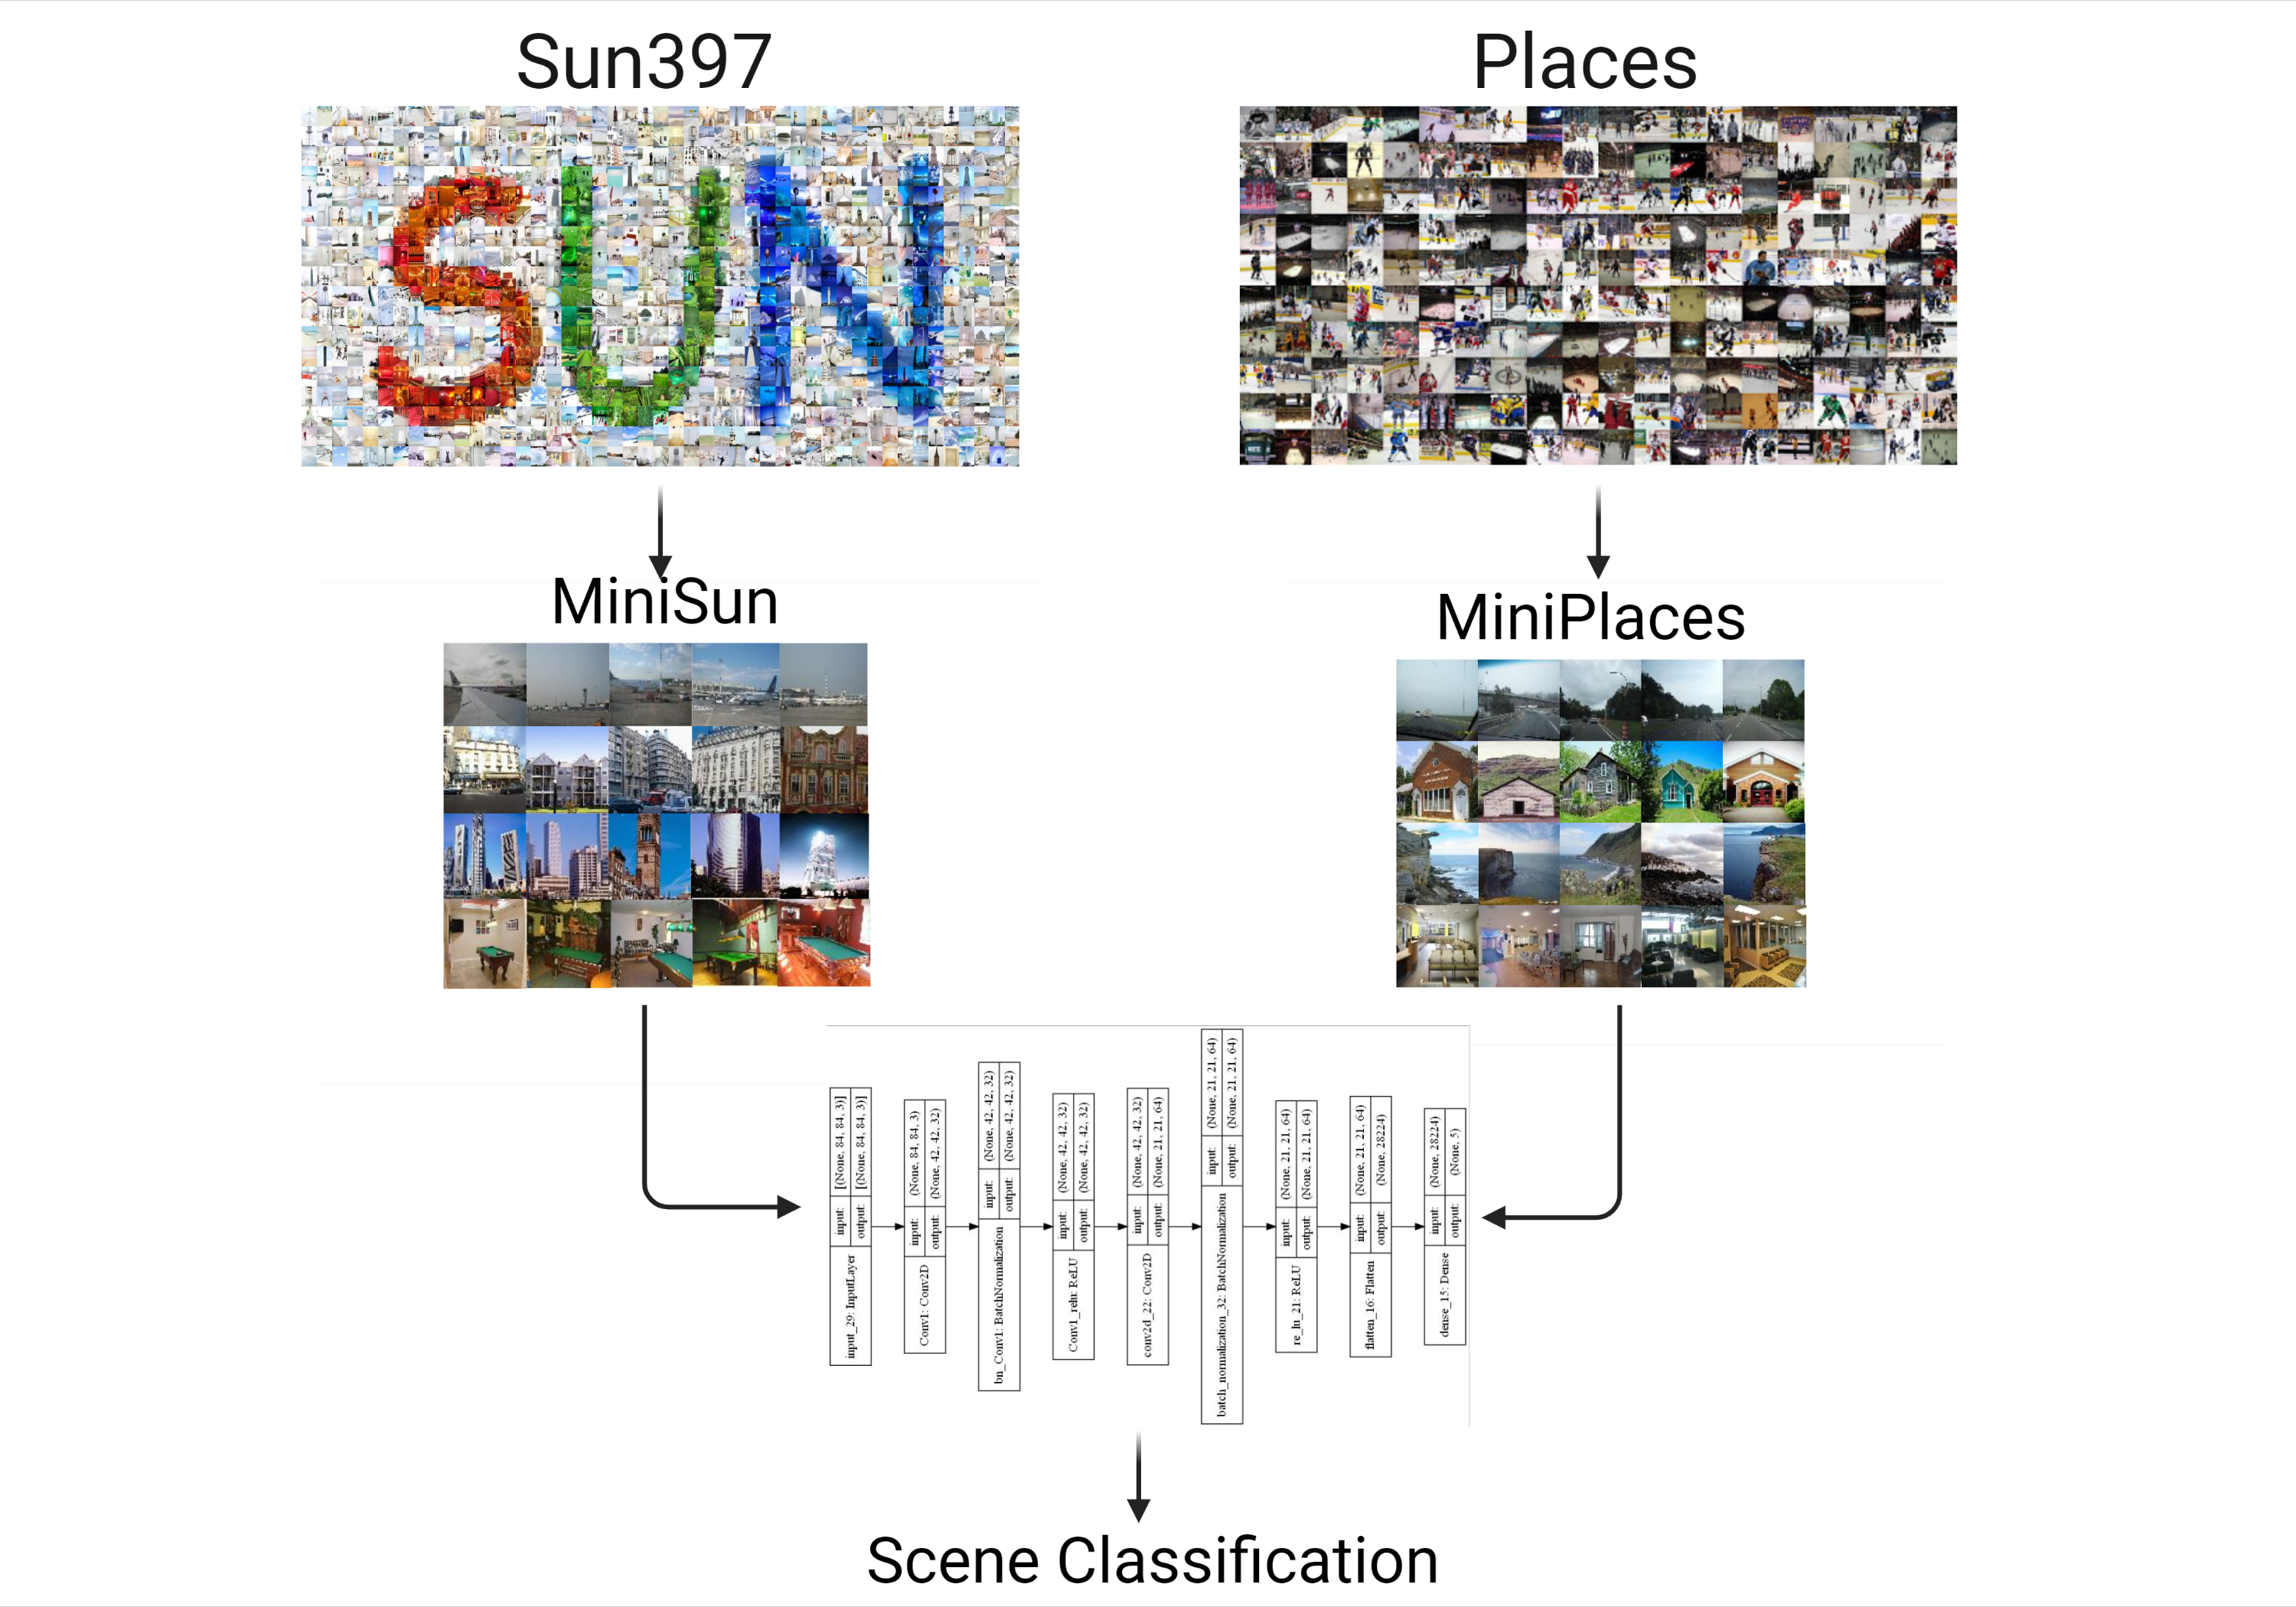 Sun397
Places
SUN
MiniSun
MiniPlaces
input_29: InputLayer
input:
[(None, 84, 84, 3)]
output:
[(None, 84, 84, 3)]
Conv1: Conv2D
input:
(None, 84, 84, 3)
output:
(None, 42, 42, 32)
bn_Conv1: BatchNormalization
input:
(None, 42, 42, 32)
output:
(None, 42, 42, 32)
Conv1_relu: ReLU
input:
(None, 42, 42, 32)
output:
(None, 42, 42, 32)
conv2d_22: Conv2D
input:
(None, 42, 42, 32)
output:
(None, 21, 21, 64)
batch_normalization_32: BatchNormalization
input:
(None, 21, 21, 64)
output:
(None, 21, 21, 64)
re_lu_21: ReLU
input:
(None, 21, 21, 64)
output:
(None, 21, 21, 64)
flatten_16: Flatten
input:
(None, 21, 21, 64)
output:
(None, 28224)
dense_15: Dense
input:
(None, 28224)
output:
(None, 5)
Scene Classification